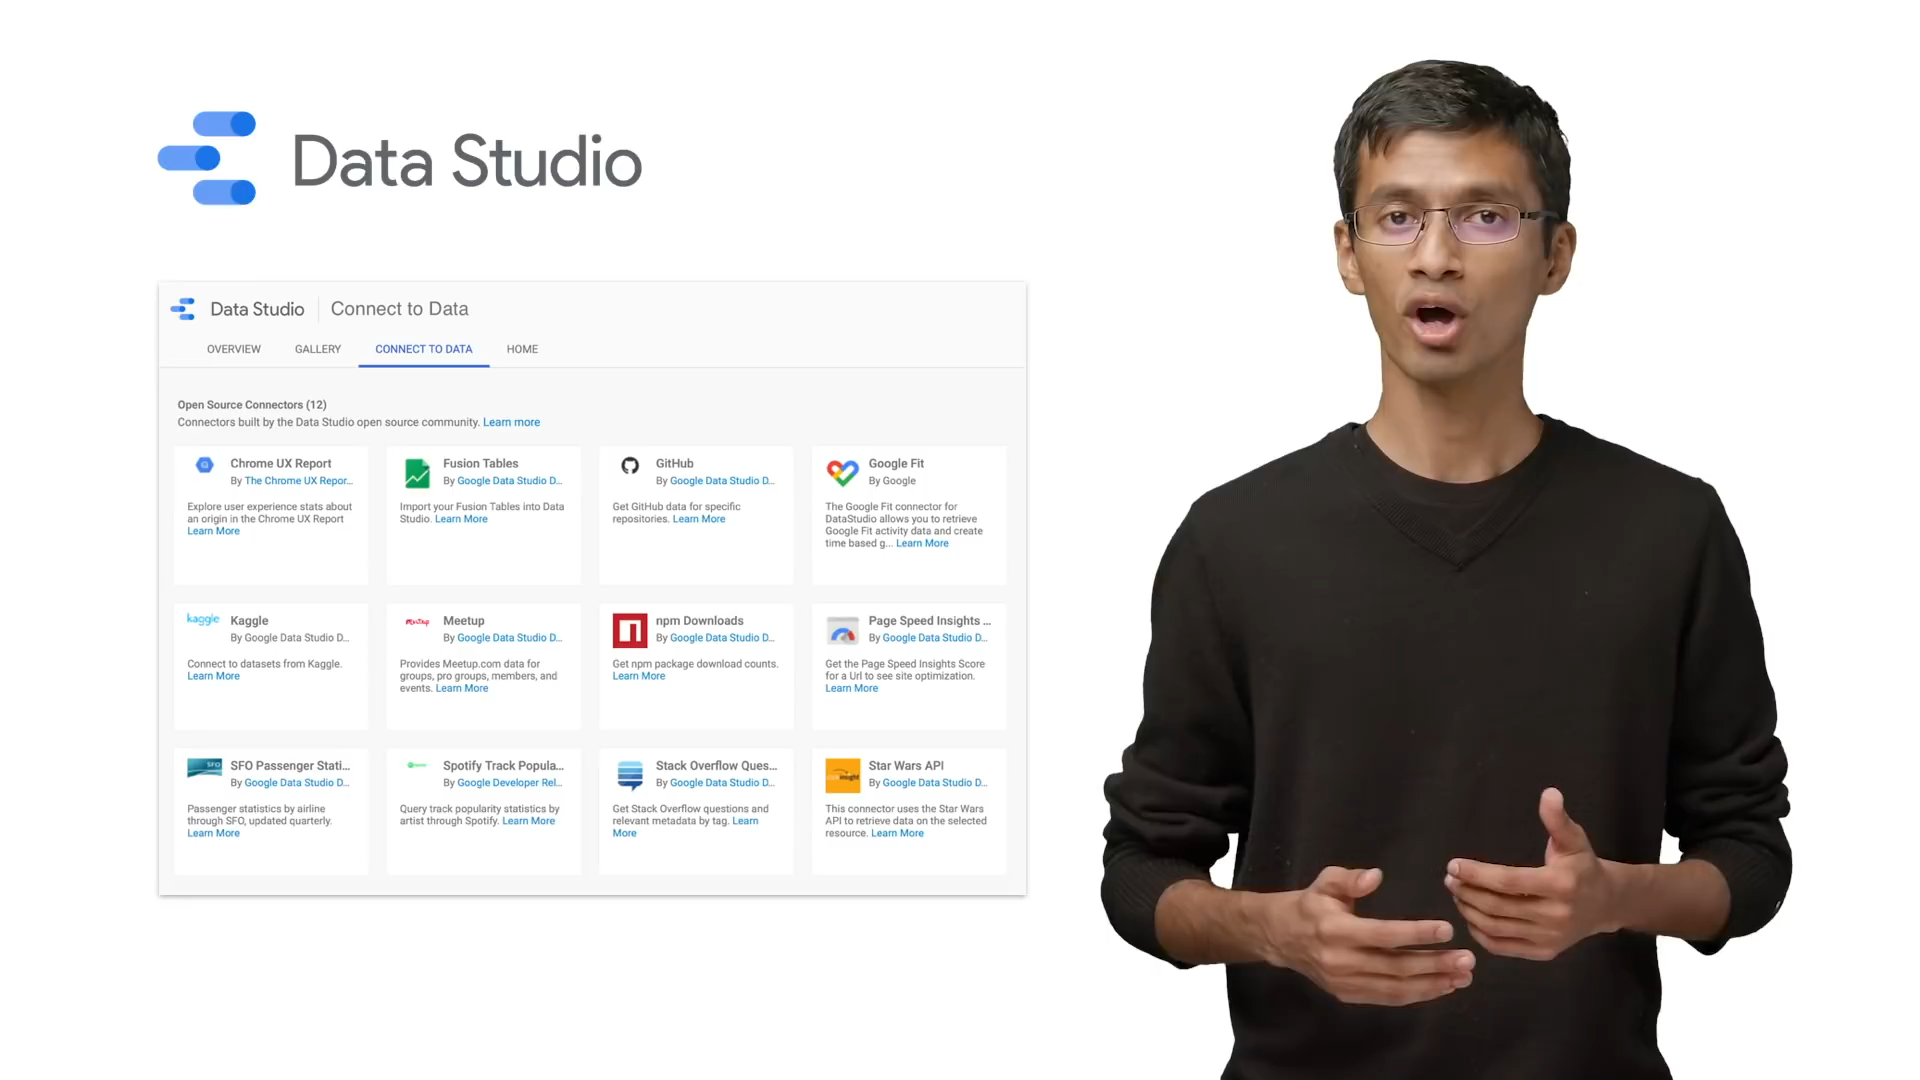 Data Studio
Data Studio Connect to Data
OVERVIEW GALLERY CONNECT TO DATA HOME
Open Source Connectors (12)
Connectors built by the Data Studio open source community. Learn more
Chrome UX Report
By The Chrome UX Repor...
Explore user experience stats about
an origin in the Chrome UX Report
Learn More
Fusion Tables
By Google Data Studio D...
Import your Fusion Tables into Data
Studio. Learn More
GitHub
By Google Data Studio D...
Get GitHub data for specific
repositories. Learn More
Google Fit
By Google
The Google Fit connector for
DataStudio allows you to retrieve
Google Fit activity data and create
time based g... Learn More
kaggle
Kaggle
By Google Data Studio D...
Connect to datasets from Kaggle.
Learn More
Meetup
Meetup
By Google Data Studio D...
Provides Meetup.com data for
groups, pro groups, members, and
events. Learn More
npm Downloads
By Google Data Studio D...
Get npm package download counts.
Learn More
Page Speed Insights ...
By Google Data Studio D...
Get the Page Speed Insights Score
for a Url to see site optimization.
Learn More
SFO
SFO Passenger Stati...
By Google Data Studio D...
Passenger statistics by airline
through SFO, updated quarterly.
Learn More
Spotify Track Popula...
By Google Developer Rel...
Query track popularity statistics by
artist through Spotify. Learn More
Stack Overflow Ques...
By Google Data Studio D...
Get Stack Overflow questions and
relevant metadata by tag. Learn
More
Star Wars API
By Google Data Studio D...
This connector uses the Star Wars
API to retrieve data on the selected
resource. Learn More